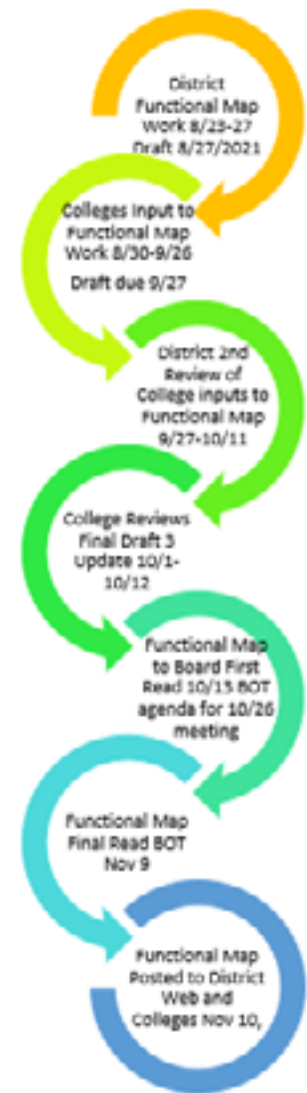 District
Functional Map
Work 8/23-27
Draft 8/27/2021
Colleges Input to
Functional Map
Work 8/30-9/26
Draft due 9/27
District 2nd
Review of
College inputs to
Functional Map
9/27-10/11
College Reviews
Final Draft 3
Update 10/1-
10/12
Functional Map
to Board First
Read 10/13 BOT
agenda for 10/26
meeting
Functional Map
Final Read BOT
Nov 9
Functional Map
Posted to District
Web and
Colleges Nov 10,